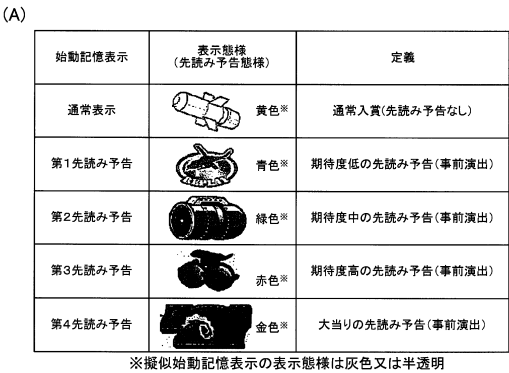 (A)
始動記憶表示 表示態様 定義
(先読み予告態様)
通常表示 黄色※ 通常入賞(先読み予告なし)
第1先読み予告 青色※ 期待度低の先読み予告(事前演出)
第2先読み予告 緑色※ 期待度中の先読み予告(事前演出)
第3先読み予告 赤色※ 期待度高の先読み予告(事前演出)
第4先読み予告 金色※ 大当りの先読み予告(事前演出)
※擬似始動記憶表示の表示態様は灰色又は半透明